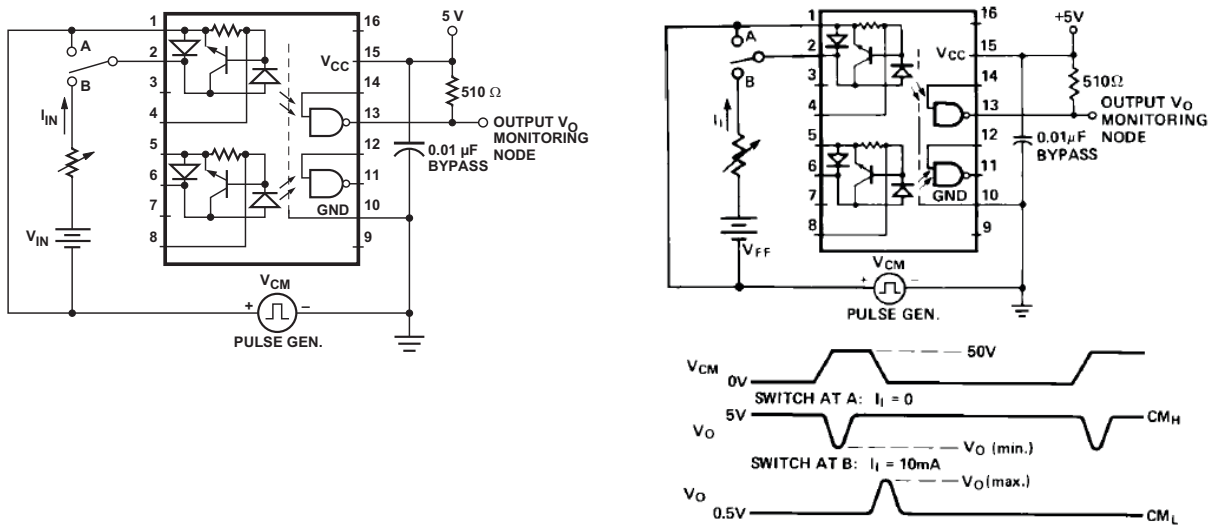 1
16
5 V
A
2
VCC
15
B
14
3
510 Ω
IIN
4
13
OUTPUT VO
MONITORING
NODE
5
12
0.01 µF
BYPASS
6
11
GND
7
10
VIN
8
9
VCM
+
−
PULSE GEN.
1
16
+5V
A
2
VCC
15
B
3
14
510Ω
4
13
OUTPUT VO
MONITORING
NODE
5
12
0.01µF
BYPASS
6
11
GND
7
10
8
9
VFF
VCM
+
−
PULSE GEN.
50V
VCM
0V
SWITCH AT A: II = 0
5V
CMH
VO
VO (min.)
SWITCH AT B: II = 10mA
VO(max.)
VO
0.5V
CML